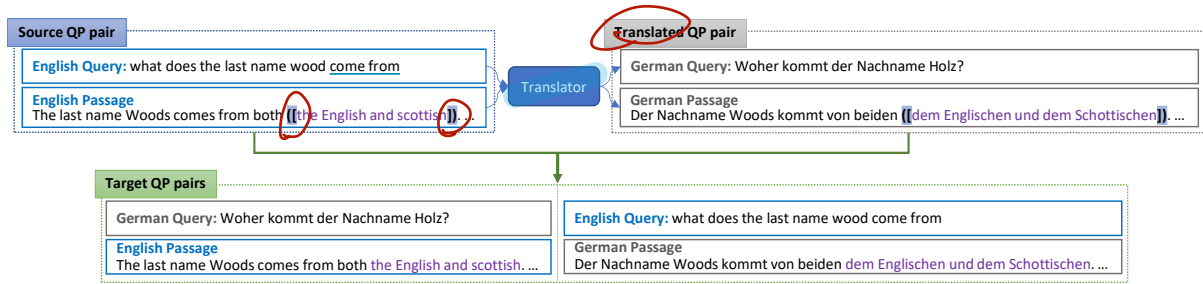 Source QP pair
English Query: what does the last name wood come from
English Passage
The last name Woods comes from both ([the English and scottish]). ...
Translator
Translated QP pair
German Query: Woher kommt der Nachname Holz?
German Passage
Der Nachname Woods kommt von beiden ([dem Englischen und dem Schottischen]). ...
Target QP pairs
German Query: Woher kommt der Nachname Holz?
English Passage
The last name Woods comes from both the English and scottish. ...
English Query: what does the last name wood come from
German Passage
Der Nachname Woods kommt von beiden dem Englischen und dem Schottischen. ...